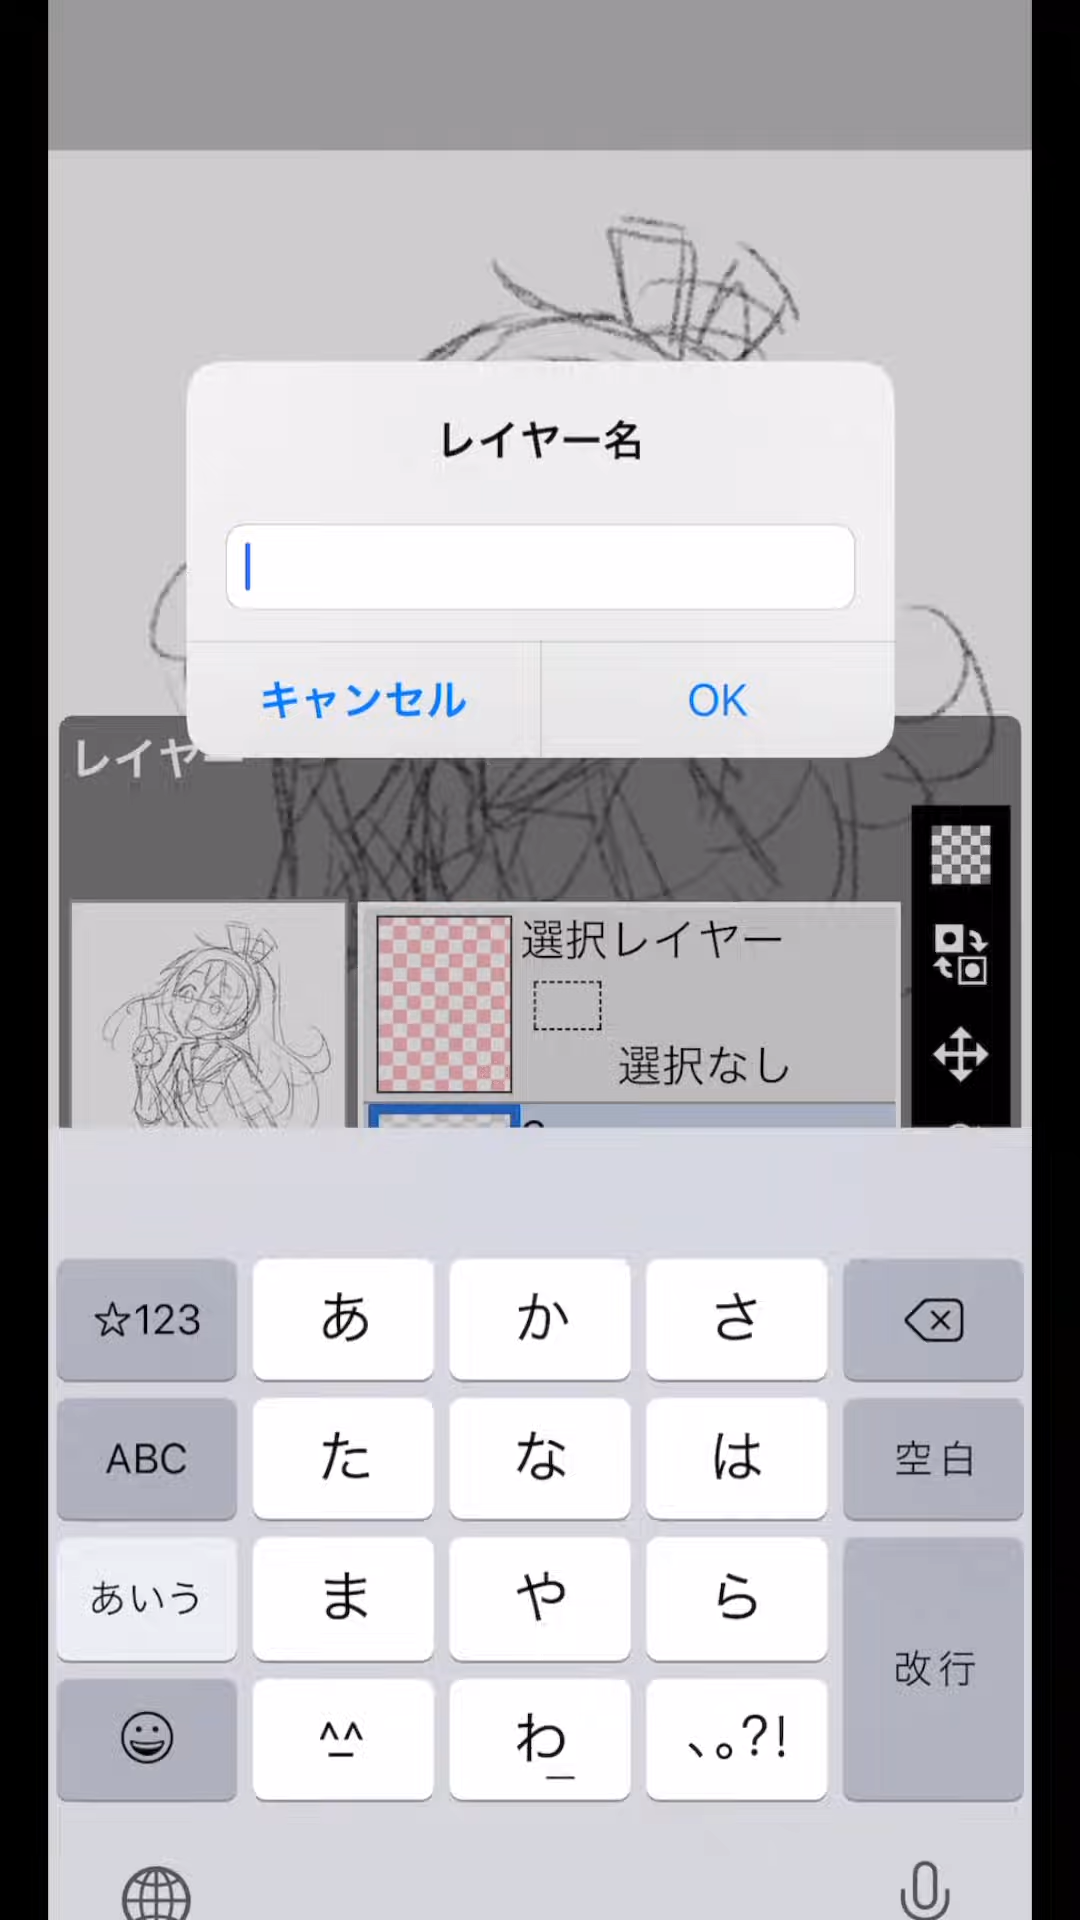 レイヤー名
キャンセル
OK
レイヤー
選択レイヤー
選択なし
☆123
あ
か
さ
ABC
た
な
は
空白
あいう
ま
や
ら
改行
^_^
わ_
、。?!